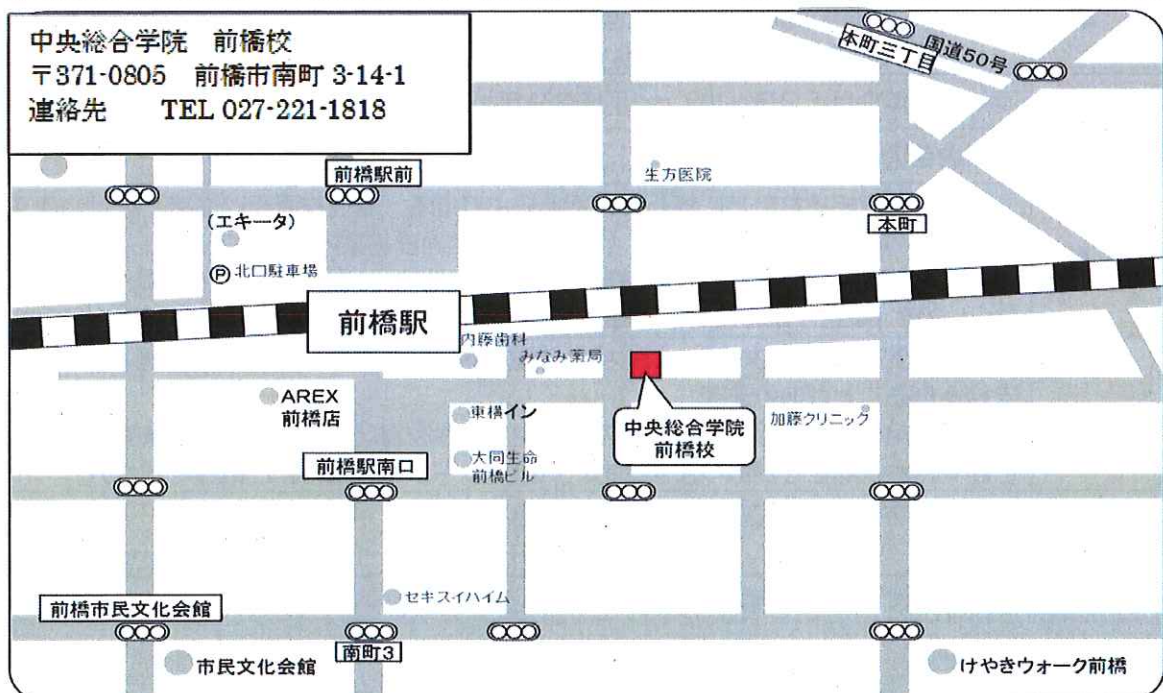 中央総合学院　前橋校
〒371-0805　前橋市南町 3-14-1
連絡先　　TEL 027-221-1818
本町三丁目
国道50号
前橋駅前
生方医院
(エキータ)
本町
Ⓟ 北口駐車場
前橋駅
内藤歯科
みなみ薬局
AREX
前橋店
東横イン
中央総合学院
前橋校
加藤クリニック
前橋駅南口
大同生命
前橋ビル
セキスイハイム
前橋市民文化会館
南町3
市民文化会館
けやきウォーク前橋